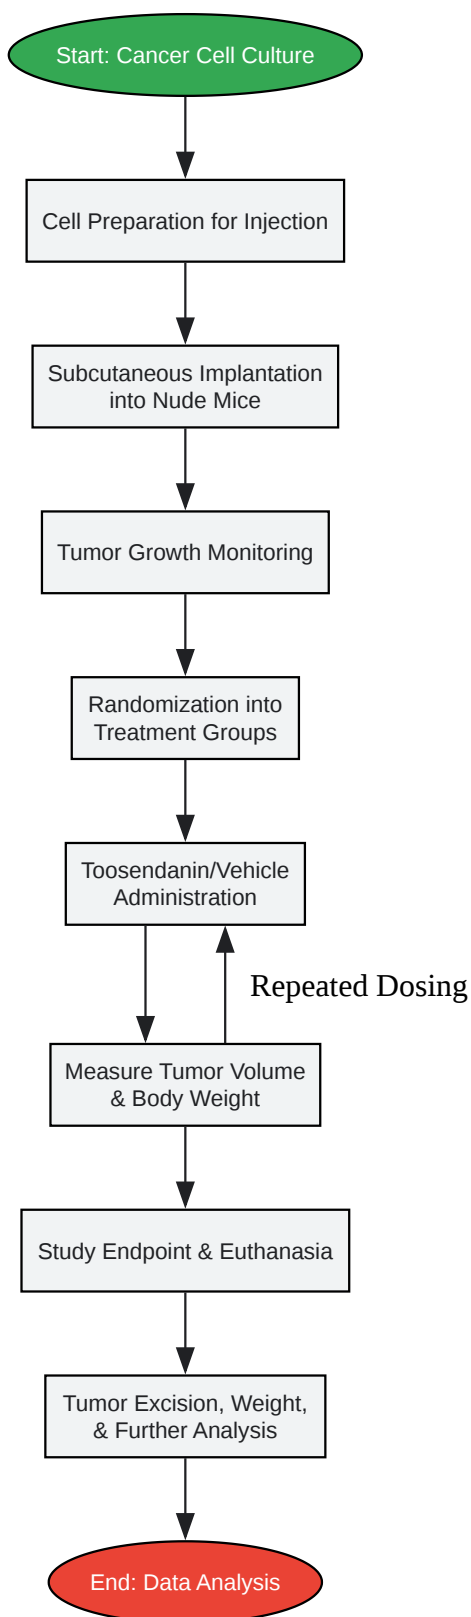 Start: Cancer Cell Culture
Cell Preparation for Injection
Subcutaneous Implantation
into Nude Mice
Tumor Growth Monitoring
Randomization into
Treatment Groups
Toosendanin/Vehicle
Administration
Repeated Dosing
Measure Tumor Volume
& Body Weight
Study Endpoint & Euthanasia
Tumor Excision, Weight,
& Further Analysis
End: Data Analysis